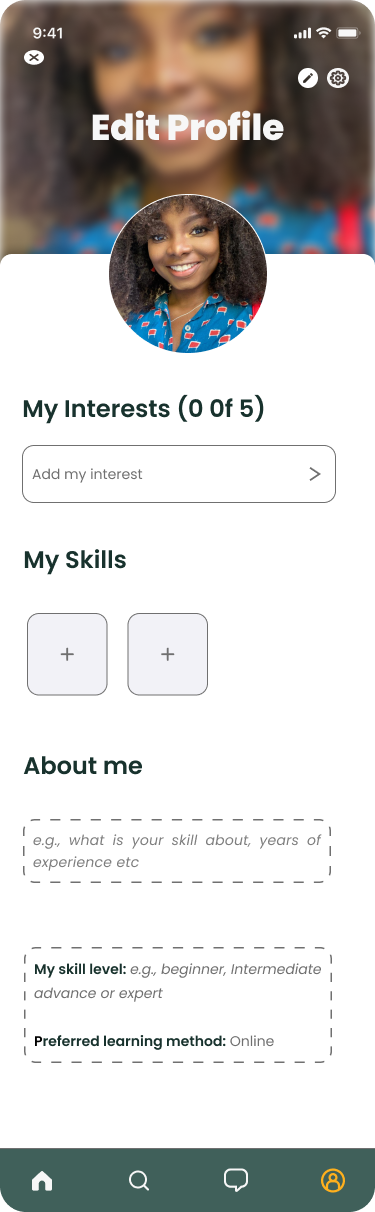 9:41
Edit Profile
My Interests (0 0f 5)
Add my interest
My Skills
+ +
About me
e.g., what is your skill about, years of
experience etc
My skill level: e.g., beginner, Intermediate
advance or expert
Preferred learning method: Online